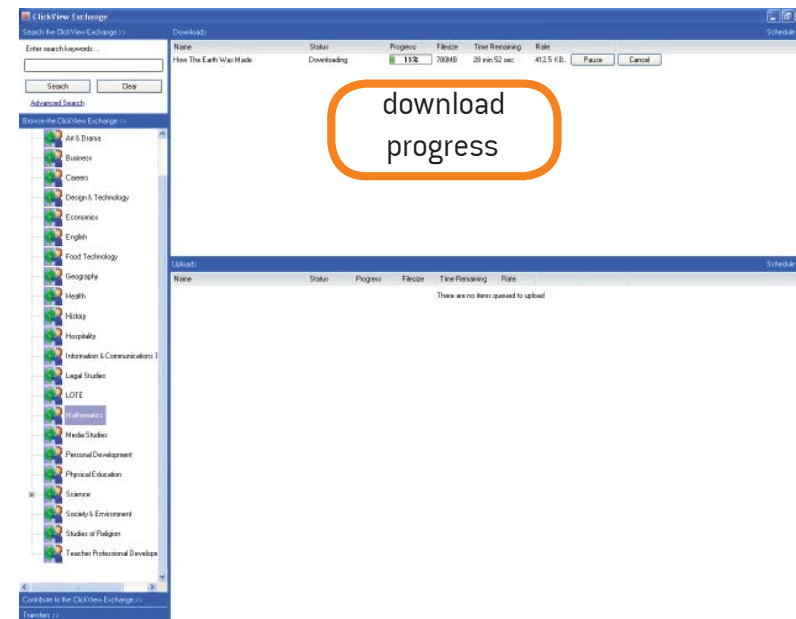 ClickView Exchange
Search the ClickView Exchange >>
Enter search keywords...
Search Clear
Advanced Search
Browse the ClickView Exchange >>
Art & Drama
Business
Careers
Design & Technology
Economics
English
Food Technology
Geography
Health
History
Hospitality
Information & Communications T
Legal Studies
LOTE
Mathematics
Media Studies
Personal Development
Physical Education
Science
Society & Environment
Studies of Religion
Teacher Professional Develope
Contribute to the ClickView Exchange >>
Transfers >>
Downloads Schedule
Name Status Progress Filesize Time Remaining Rate
How The Earth Was Made Downloading 11% 780MB 28 min 52 sec 412.5 KB.. Pause Cancel
download
progress
Uploads Schedule
Name Status Progress Filesize Time Remaining Rate
There are no items queued to upload